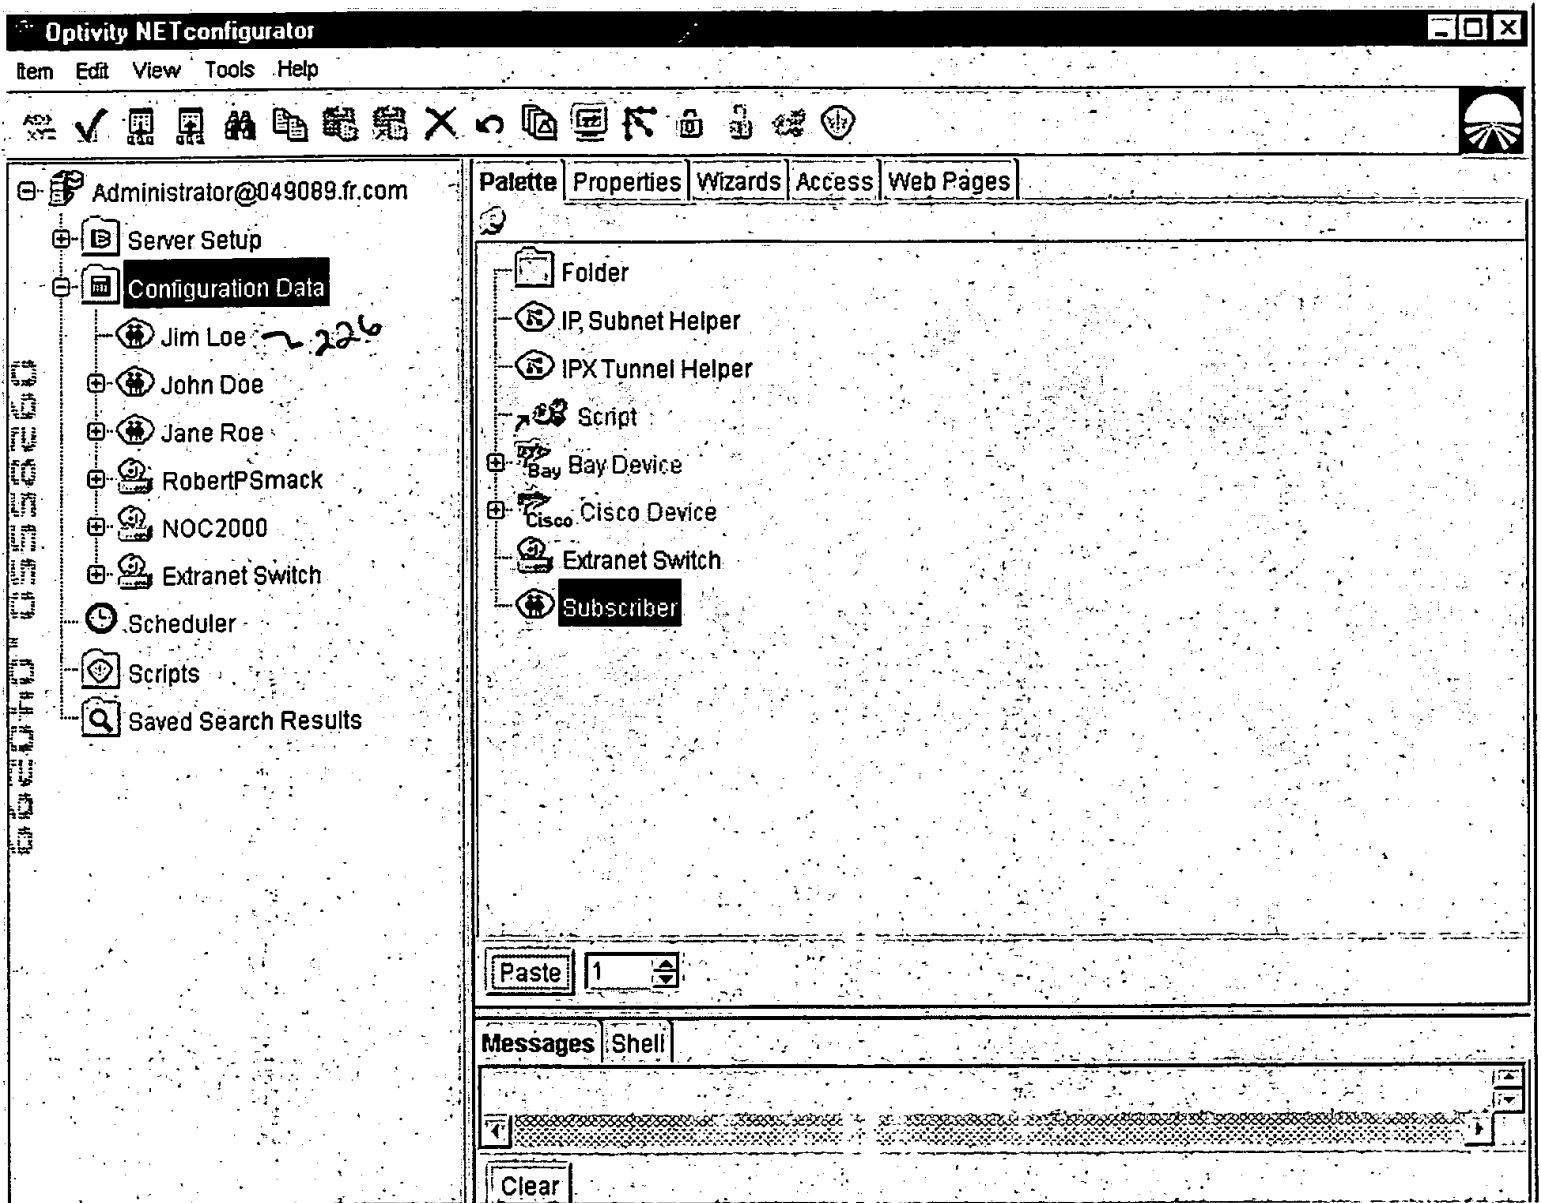 Optivity NETconfigurator
Item Edit View Tools Help
Administrator@049089.fr.com
Server Setup
Configuration Data
Jim Loe 226
John Doe
Jane Roe
RobertPSmack
NOC2000
Extranet Switch
Scheduler
Scripts
Saved Search Results
Palette Properties Wizards Access Web Pages
Folder
IP Subnet Helper
IPX Tunnel Helper
Script
Bay Bay Device
Cisco Cisco Device
Extranet Switch
Subscriber
Paste 1
Messages Shell
Clear